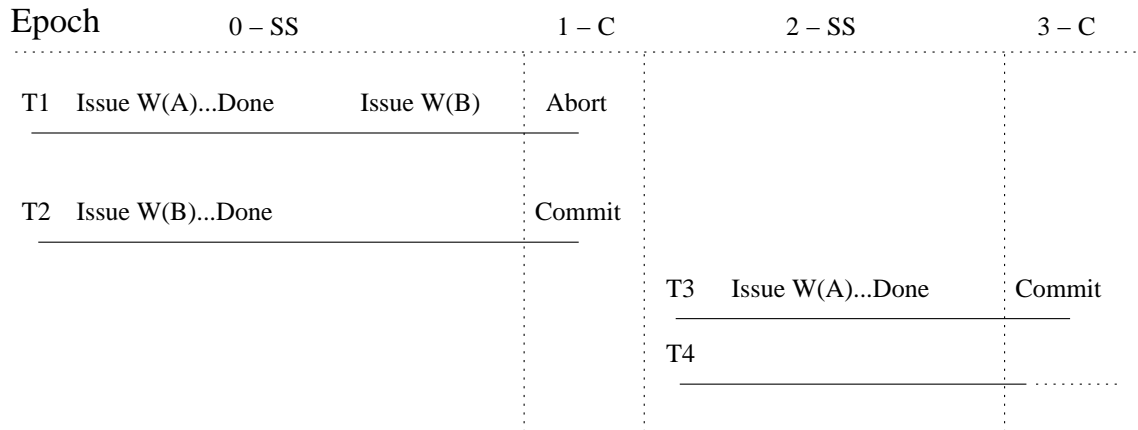 Epoch 0 – SS 1 – C 2 – SS 3 – C
T1 Issue W(A)...Done Issue W(B) Abort
T2 Issue W(B)...Done Commit
T3 Issue W(A)...Done Commit
T4